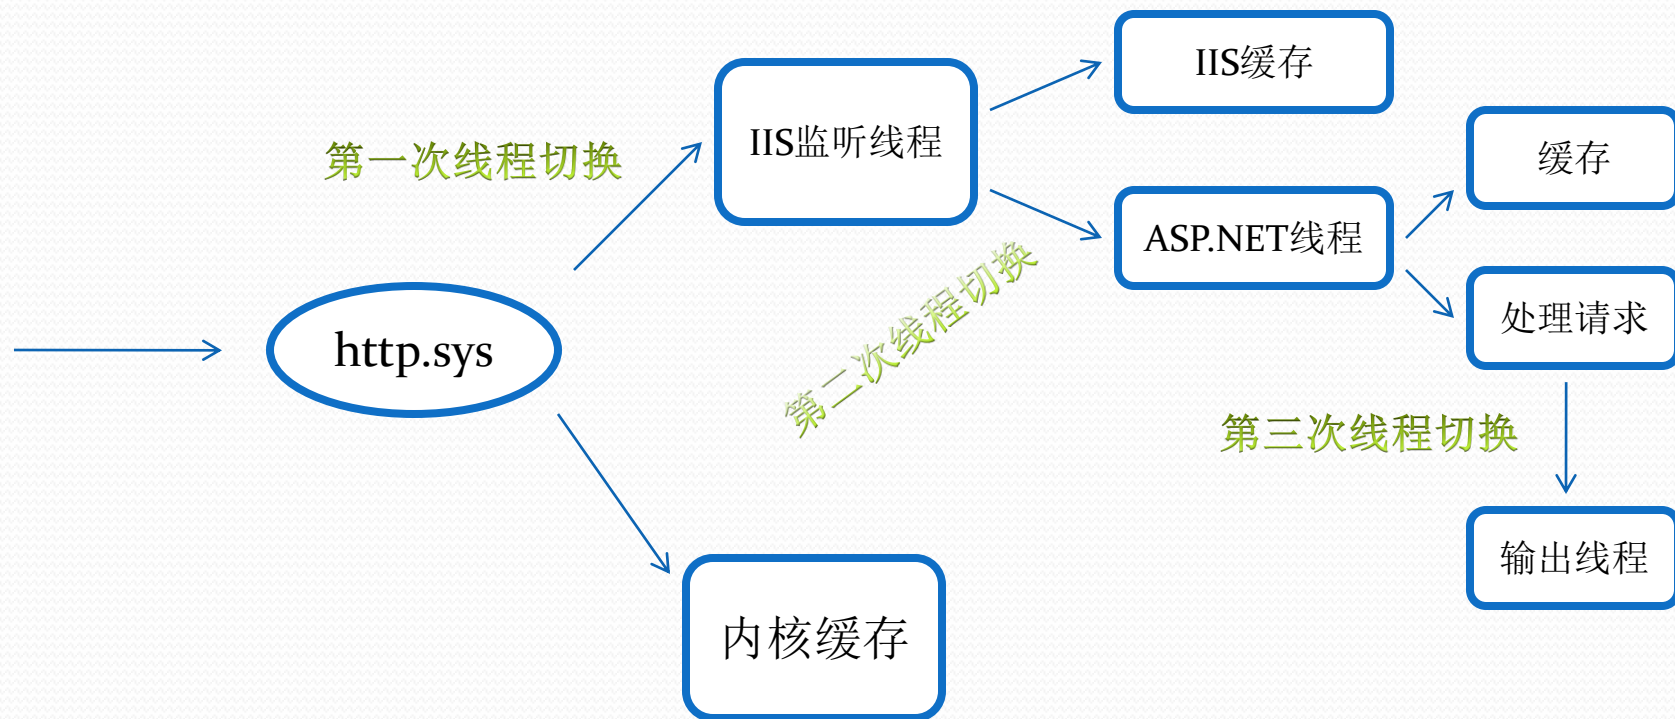 IIS缓存
IIS监听线程
缓存
第一次线程切换
ASP.NET线程
第二次线程切换
处理请求
http.sys
第三次线程切换
输出线程
内核缓存